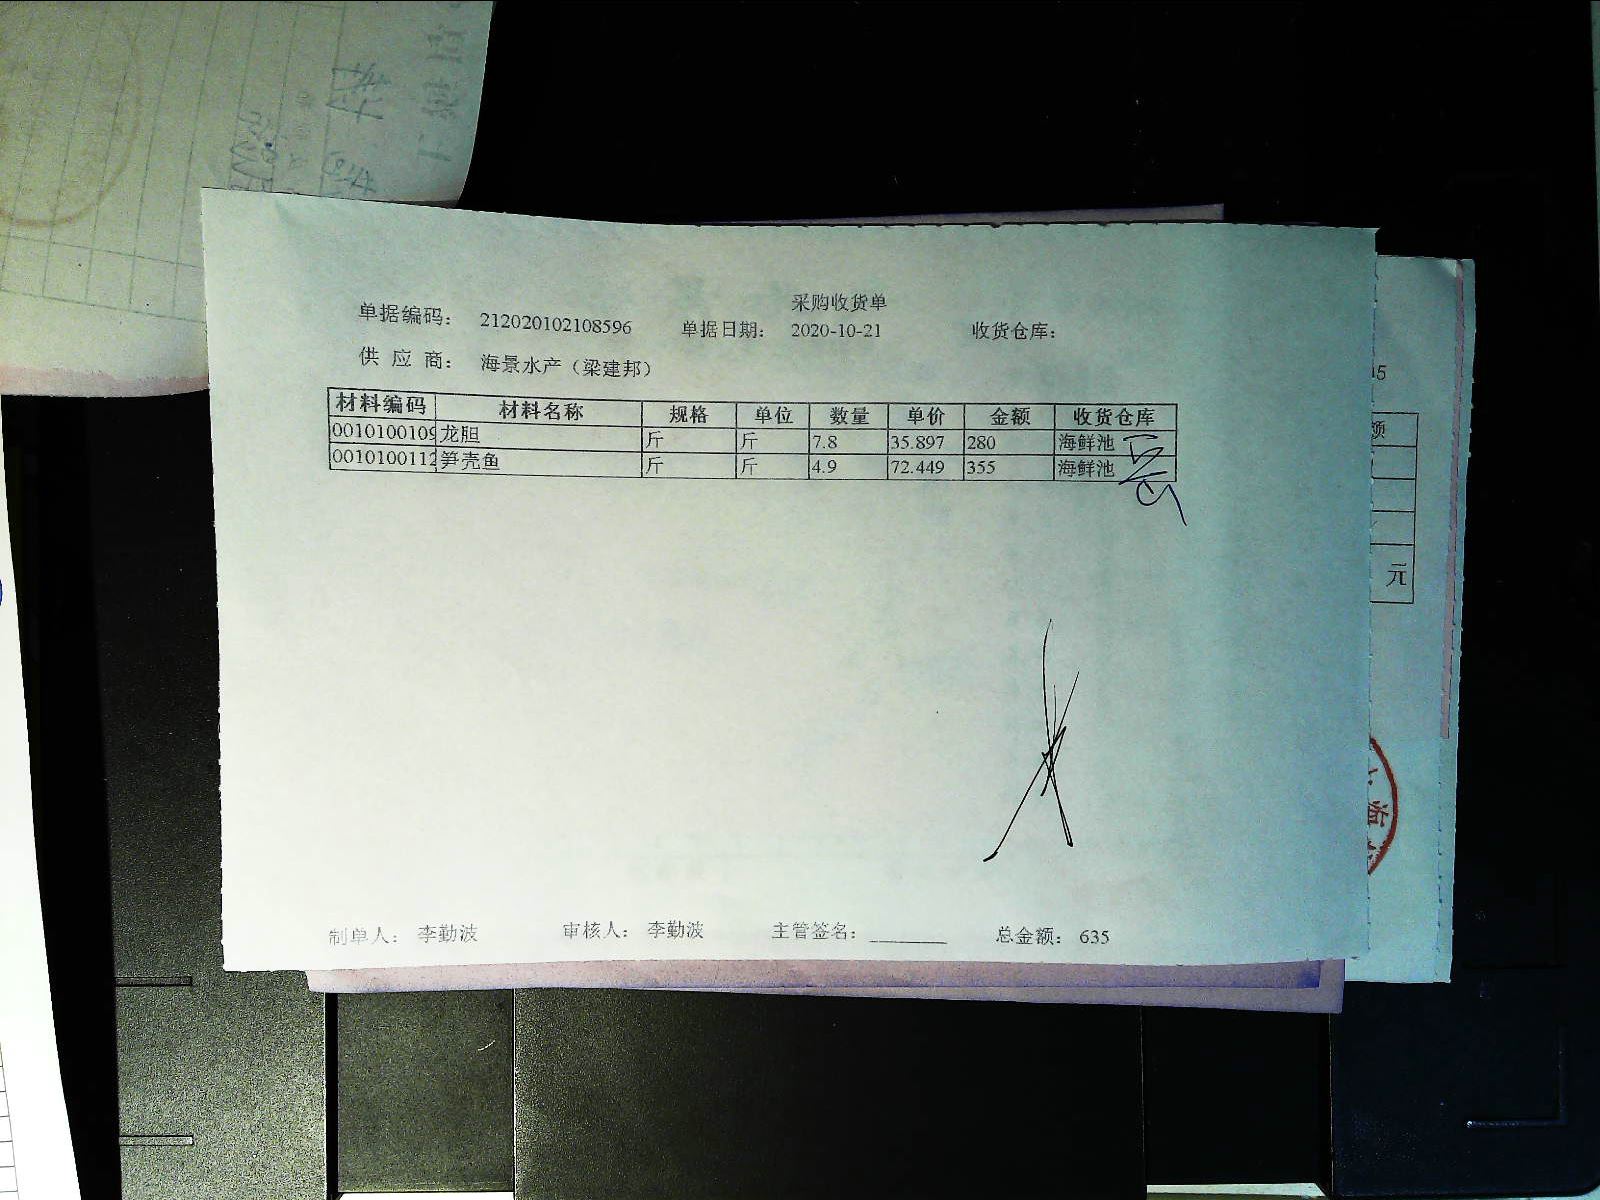 采购收货单
单据编码: 212020102108596 单据日期: 2020-10-21 收货仓库:
供 应 商: 海景水产（梁建邦）
材料编码 材料名称 规格 单位 数量 单价 金额 收货仓库
0010100109 龙胆 斤 斤 7.8 35.897 280 海鲜池
0010100112 笋壳鱼 斤 斤 4.9 72.449 355 海鲜池
制单人: 李勤波 审核人: 李勤波 主管签名: ________ 总金额: 635
元